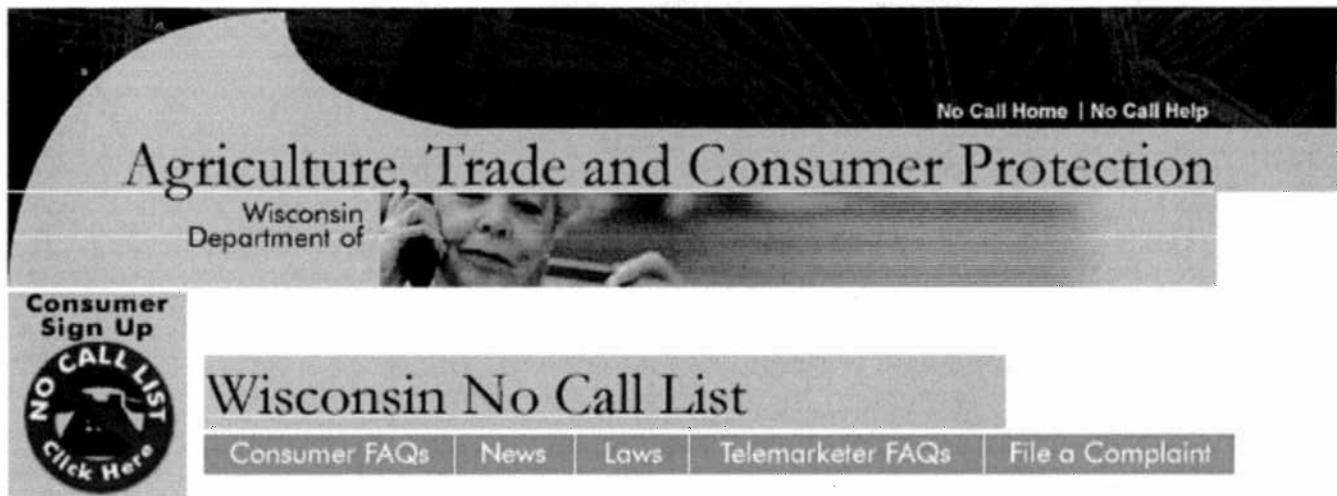 No Call Home | No Call Help
Agriculture, Trade and Consumer Protection
Wisconsin
Department of
Consumer
Sign Up
NO CALL LIST
Click Here
Wisconsin No Call List
Consumer FAQs | News | Laws | Telemarketer FAQs | File a Complaint